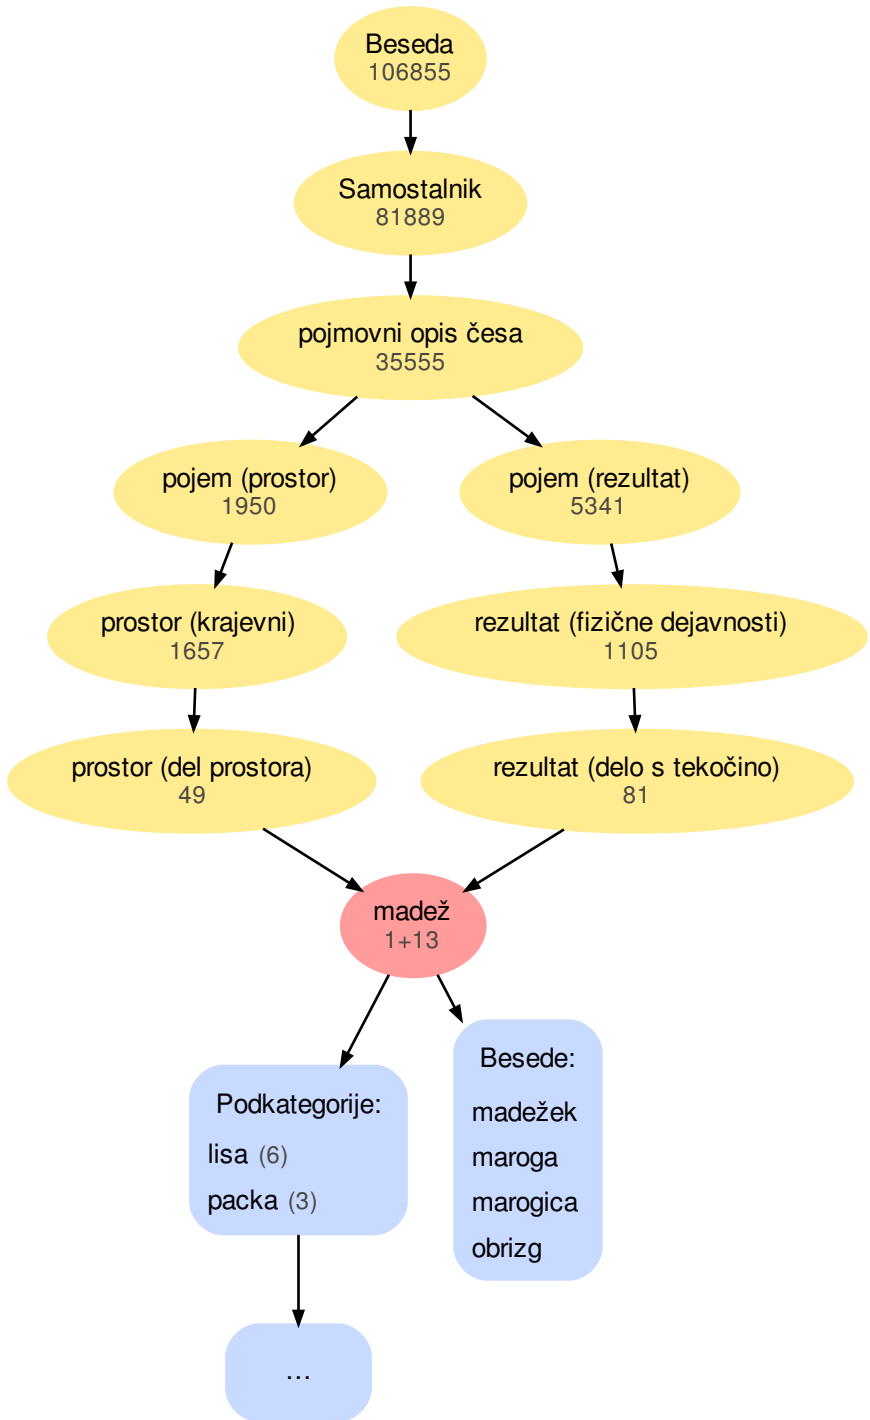 Beseda
106855
Samostalnik
81889
pojmovni opis česa
35555
pojem (prostor)
1950
pojem (rezultat)
5341
prostor (krajevni)
1657
rezultat (fizične dejavnosti)
1105
prostor (del prostora)
49
rezultat (delo s tekočino)
81
madež
1+13
Podkategorije:
lisa (6)
packa (3)
Besede:
madežek
maroga
marogica
obrizg
...